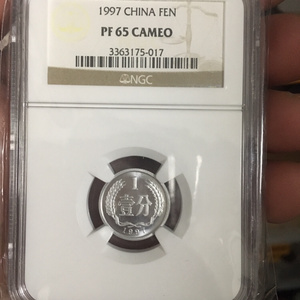 1997 CHINA FEN
PF 65 CAMEO
3363175-017
NGC
1
壹分